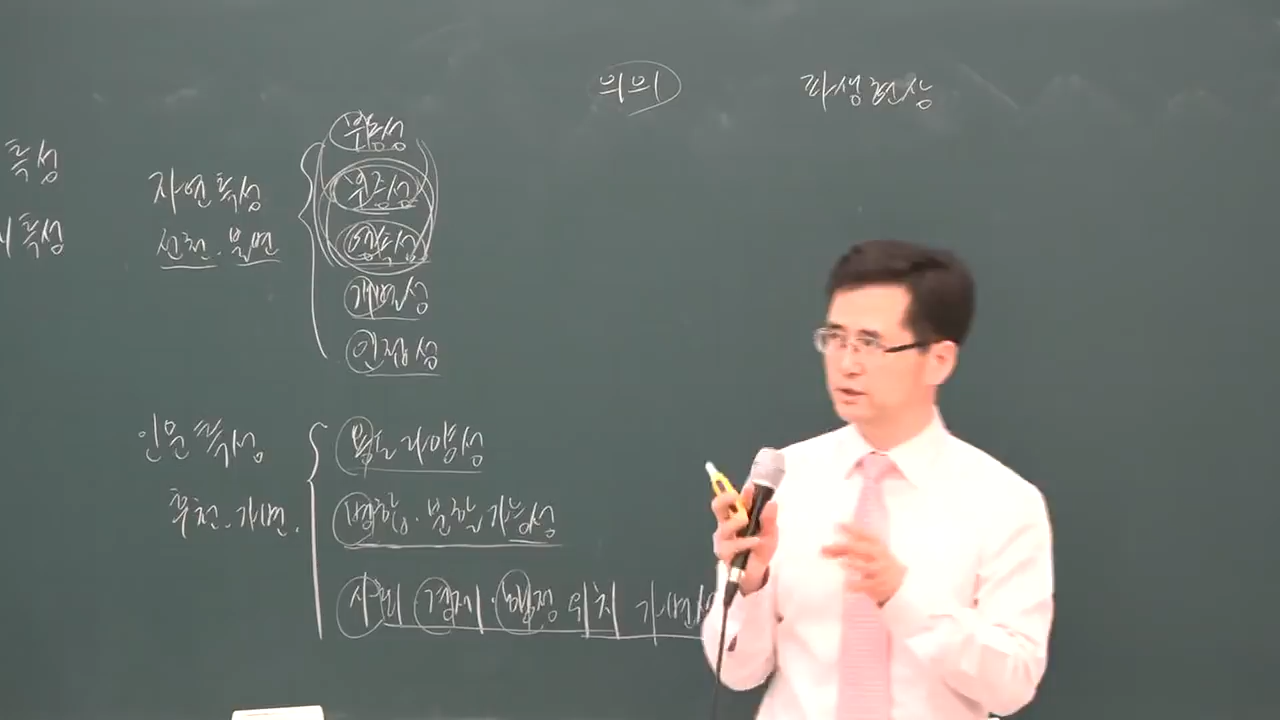 의의 파생현상
특성 자연특성 부동성
선천·불변 부증성
특성 영속성
개별성
인접성
인문특성 용도다양성
후천·가변 병합·분할가능성
사회 경제·행정 위치 가변성